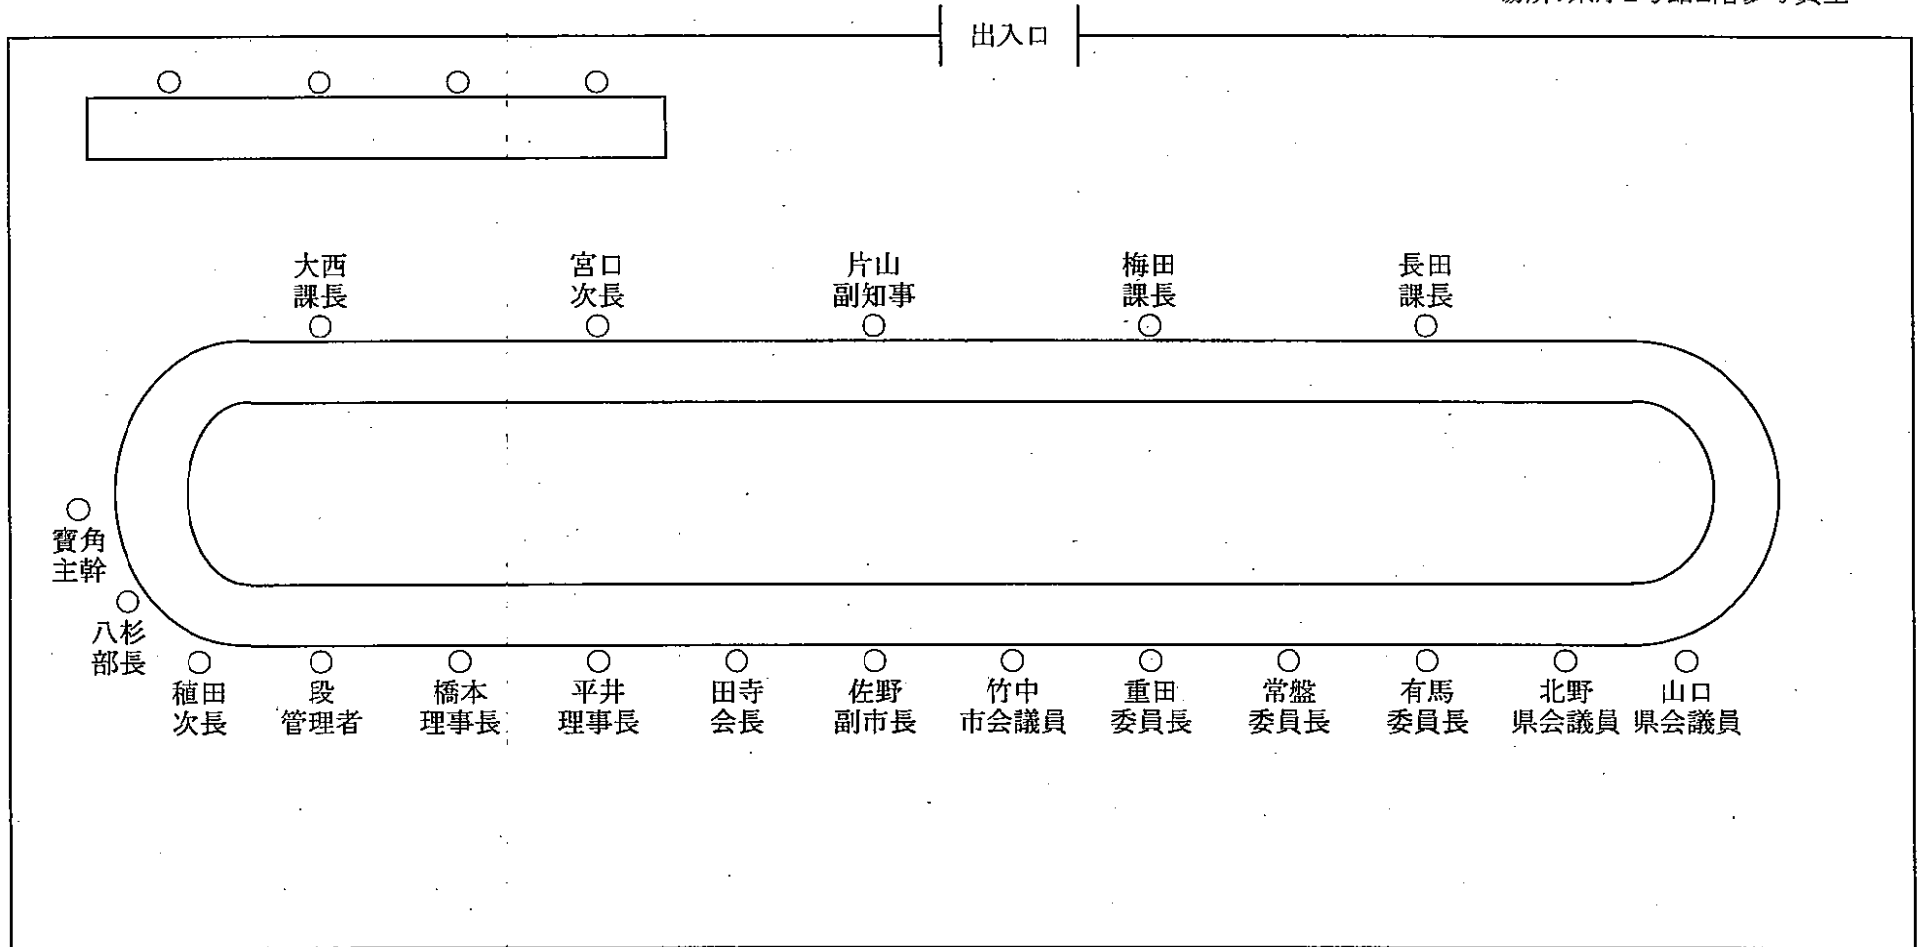 出入口
大西
課長
宮口
次長
片山
副知事
梅田
課長
長田
課長
寶角
主幹
八杉
部長
稙田
次長
段
管理者
橋本
理事長
平井
理事長
田寺
会長
佐野
副市長
竹中
市会議員
重田
委員長
常盤
委員長
有馬
委員長
北野
県会議員
山口
県会議員